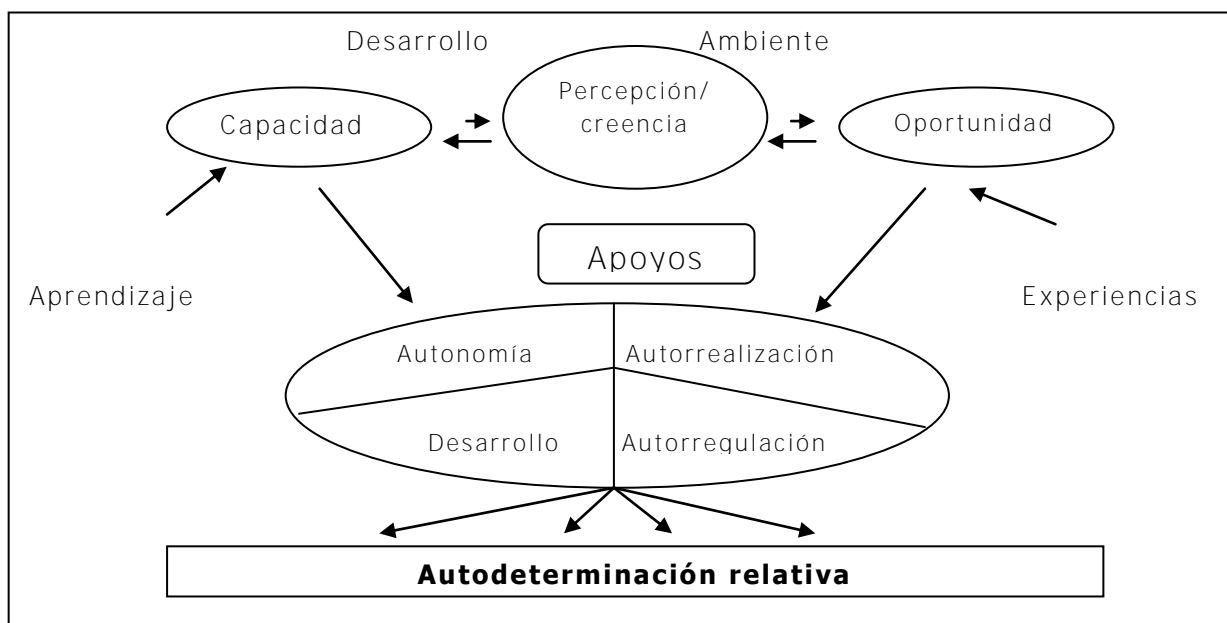 Desarrollo
Ambiente
Percepción/
creencia
Capacidad
Oportunidad
Apoyos
Aprendizaje
Experiencias
Autonomía
Autorrealización
Desarrollo
Autorregulación
Autodeterminación relativa